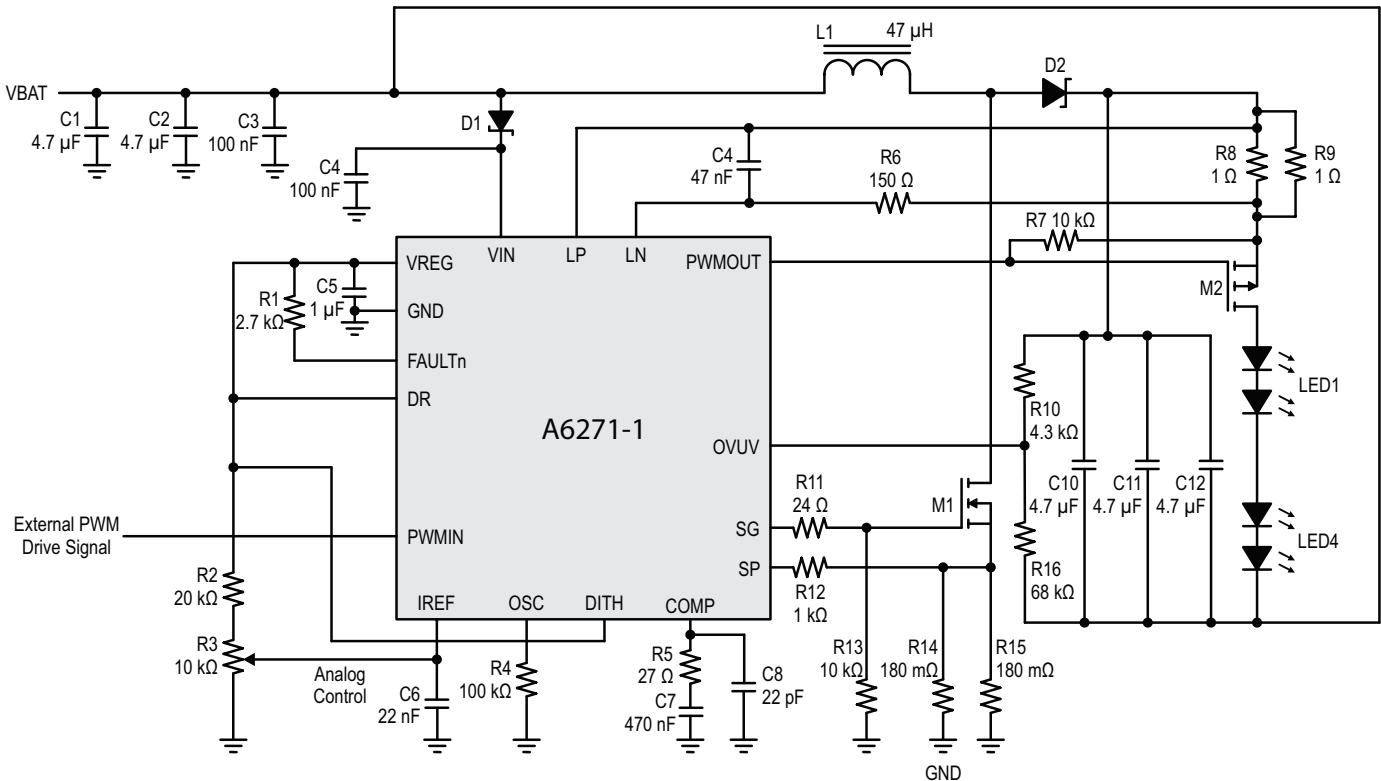 L1
47 µH
D2
VBAT
C1
4.7 µF
C2
4.7 µF
C3
100 nF
D1
C4
100 nF
C4
47 nF
R6
150 Ω
R8
1 Ω
R9
1 Ω
R7 10 kΩ
VREG
VIN
LP
LN
PWMOUT
M2
R1
2.7 kΩ
C5
1 µF
GND
FAULTn
DR
A6271-1
OVUV
R10
4.3 kΩ
LED1
C10
4.7 µF
C11
4.7 µF
C12
4.7 µF
R11
24 Ω
M1
SG
External PWM
Drive Signal
PWMIN
SP
R12
1 kΩ
R16
68 kΩ
LED4
R2
20 kΩ
IREF
OSC
DITH
COMP
R3
10 kΩ
Analog
Control
C6
22 nF
R4
100 kΩ
R5
27 Ω
C7
470 nF
C8
22 pF
R13
10 kΩ
R14
180 mΩ
R15
180 mΩ
GND